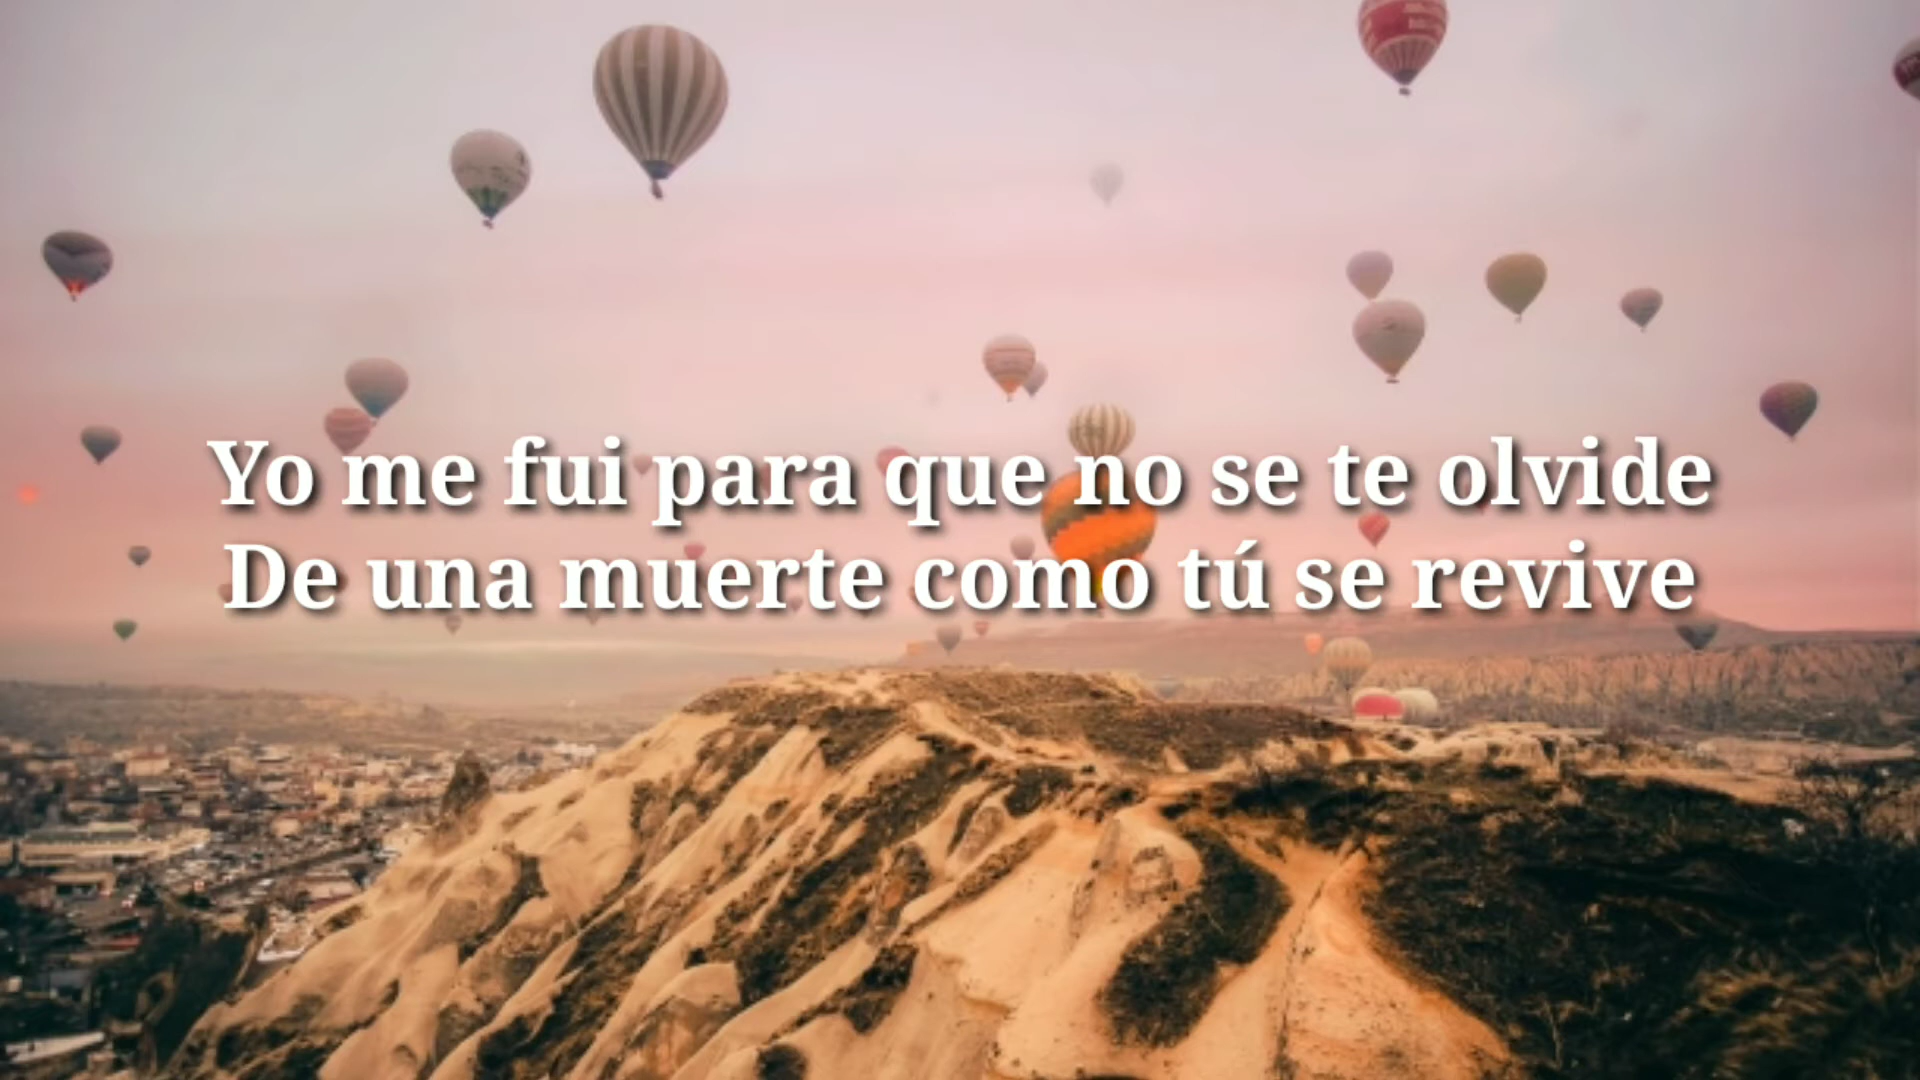 Yo me fui para que no se te olvide
De una muerte como tú se revive